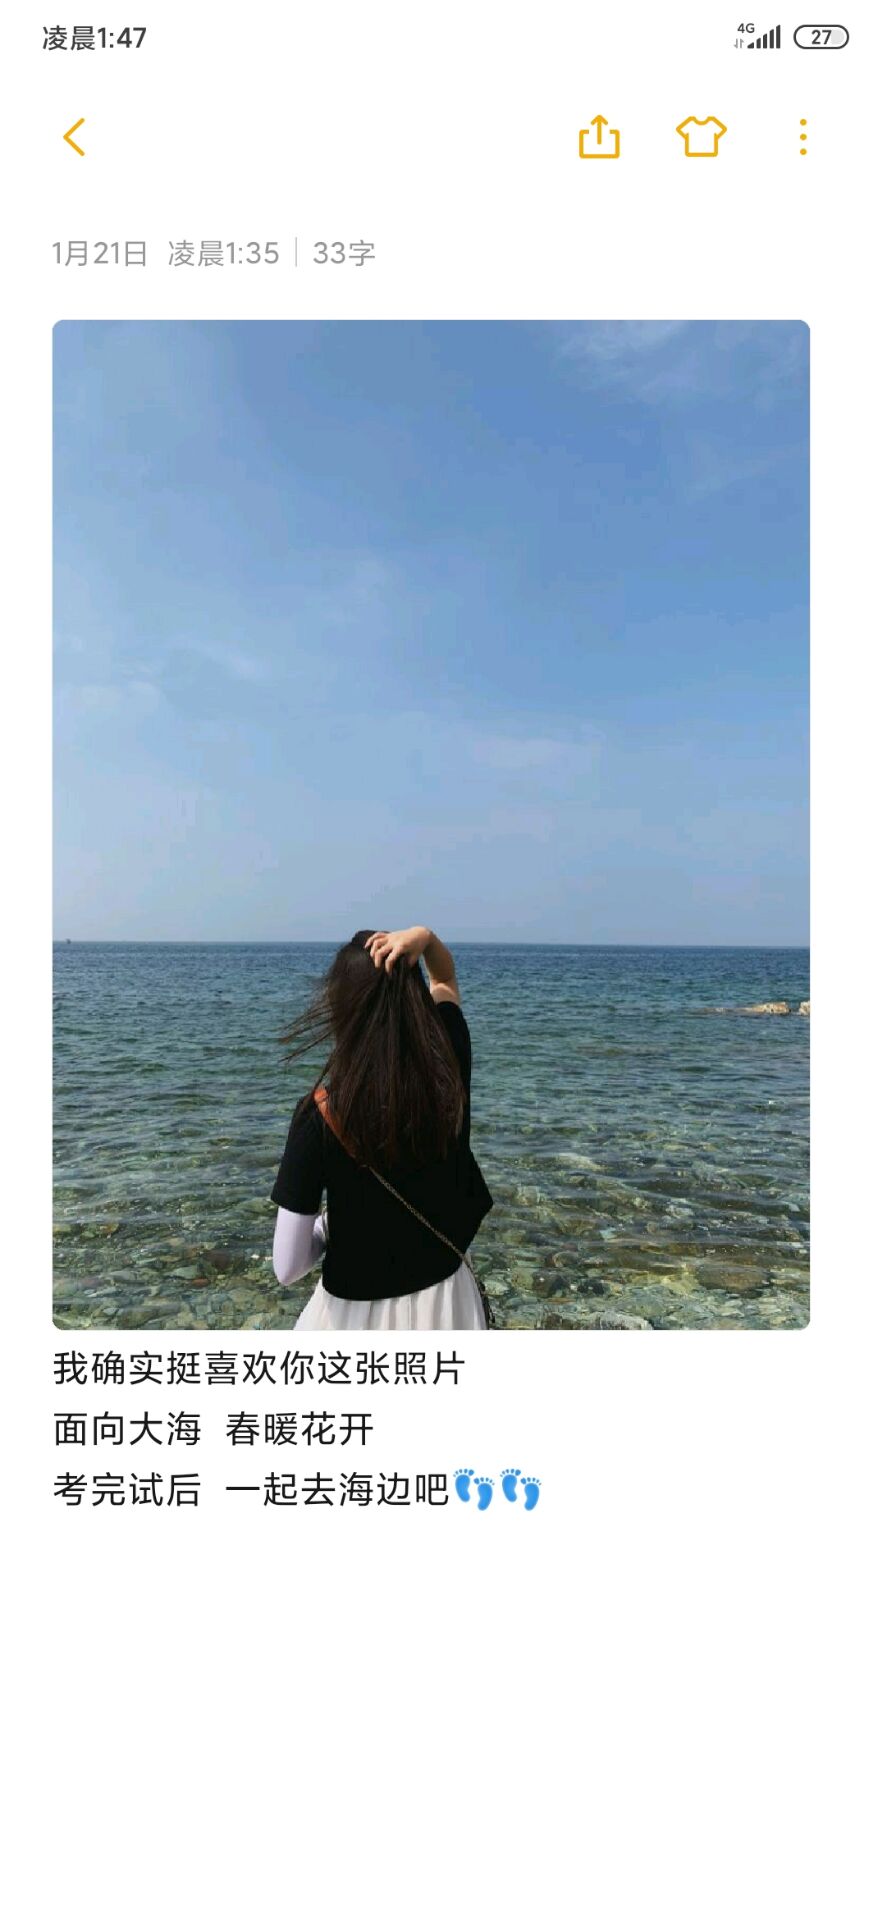 凌晨1:47
4G
27
1月21日 凌晨1:35 | 33字
我确实挺喜欢你这张照片
面向大海 春暖花开
考完试后 一起去海边吧👣👣